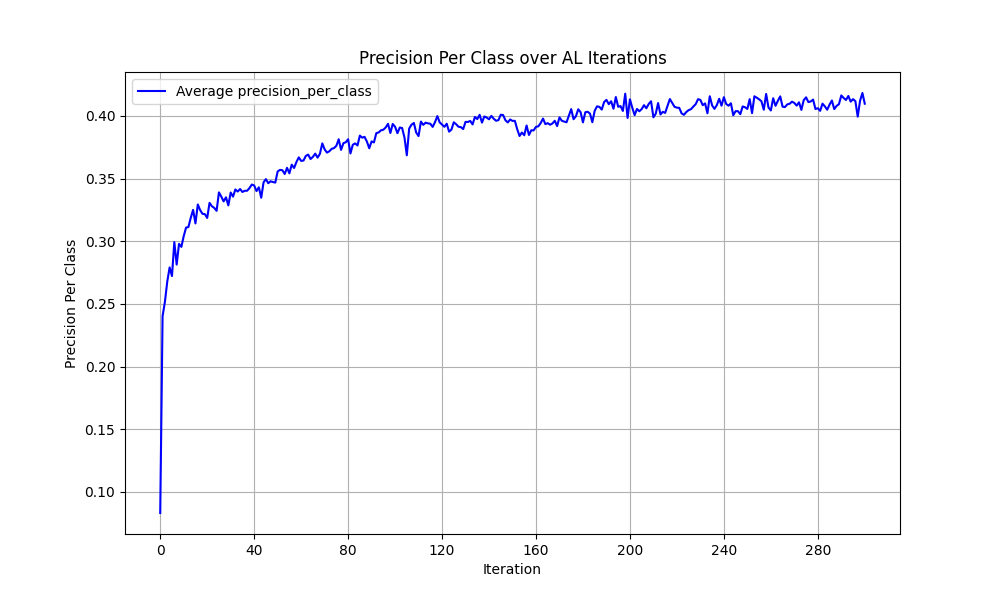 Precision Per Class over AL Iterations
Average precision_per_class
Precision Per Class
0.40
0.35
0.30
0.25
0.20
0.15
0.10
0 40 80 120 160 200 240 280
Iteration